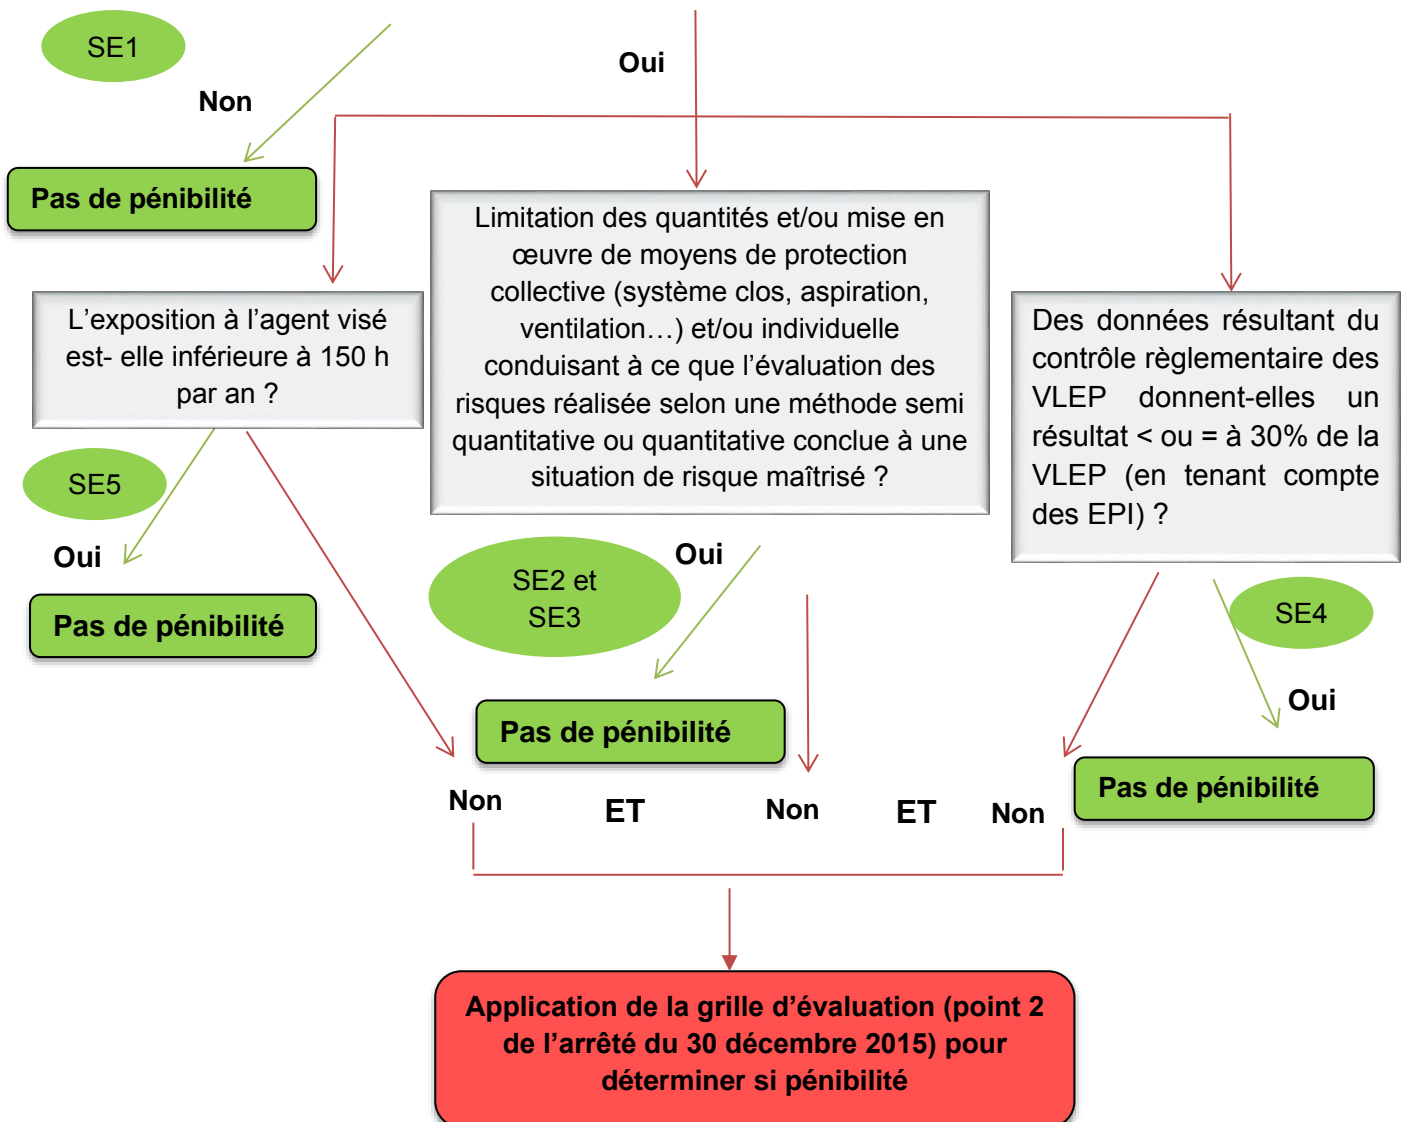 SE1
Oui
Non
Pas de pénibilité
L’exposition à l’agent visé
est- elle inférieure à 150 h
par an ?
Limitation des quantités et/ou mise en
œuvre de moyens de protection
collective (système clos, aspiration,
ventilation…) et/ou individuelle
conduisant à ce que l’évaluation des
risques réalisée selon une méthode semi
quantitative ou quantitative conclue à une
situation de risque maîtrisé ?
Des données résultant du
contrôle règlementaire des
VLEP donnent-elles un
résultat < ou = à 30% de la
VLEP (en tenant compte
des EPI) ?
SE5
Oui
Pas de pénibilité
SE2 et
SE3
Oui
Pas de pénibilité
SE4
Oui
Pas de pénibilité
Non ET Non ET Non
Application de la grille d’évaluation (point 2
de l’arrêté du 30 décembre 2015) pour
déterminer si pénibilité